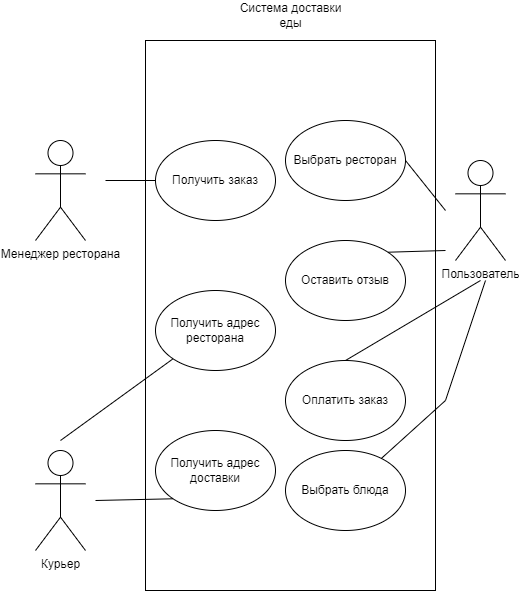 Система доставки
еды
Выбрать ресторан
Получить заказ
Менеджер ресторана
Пользователь
Оставить отзыв
Получить адрес
ресторана
Оплатить заказ
Получить адрес
доставки
Выбрать блюда
Курьер